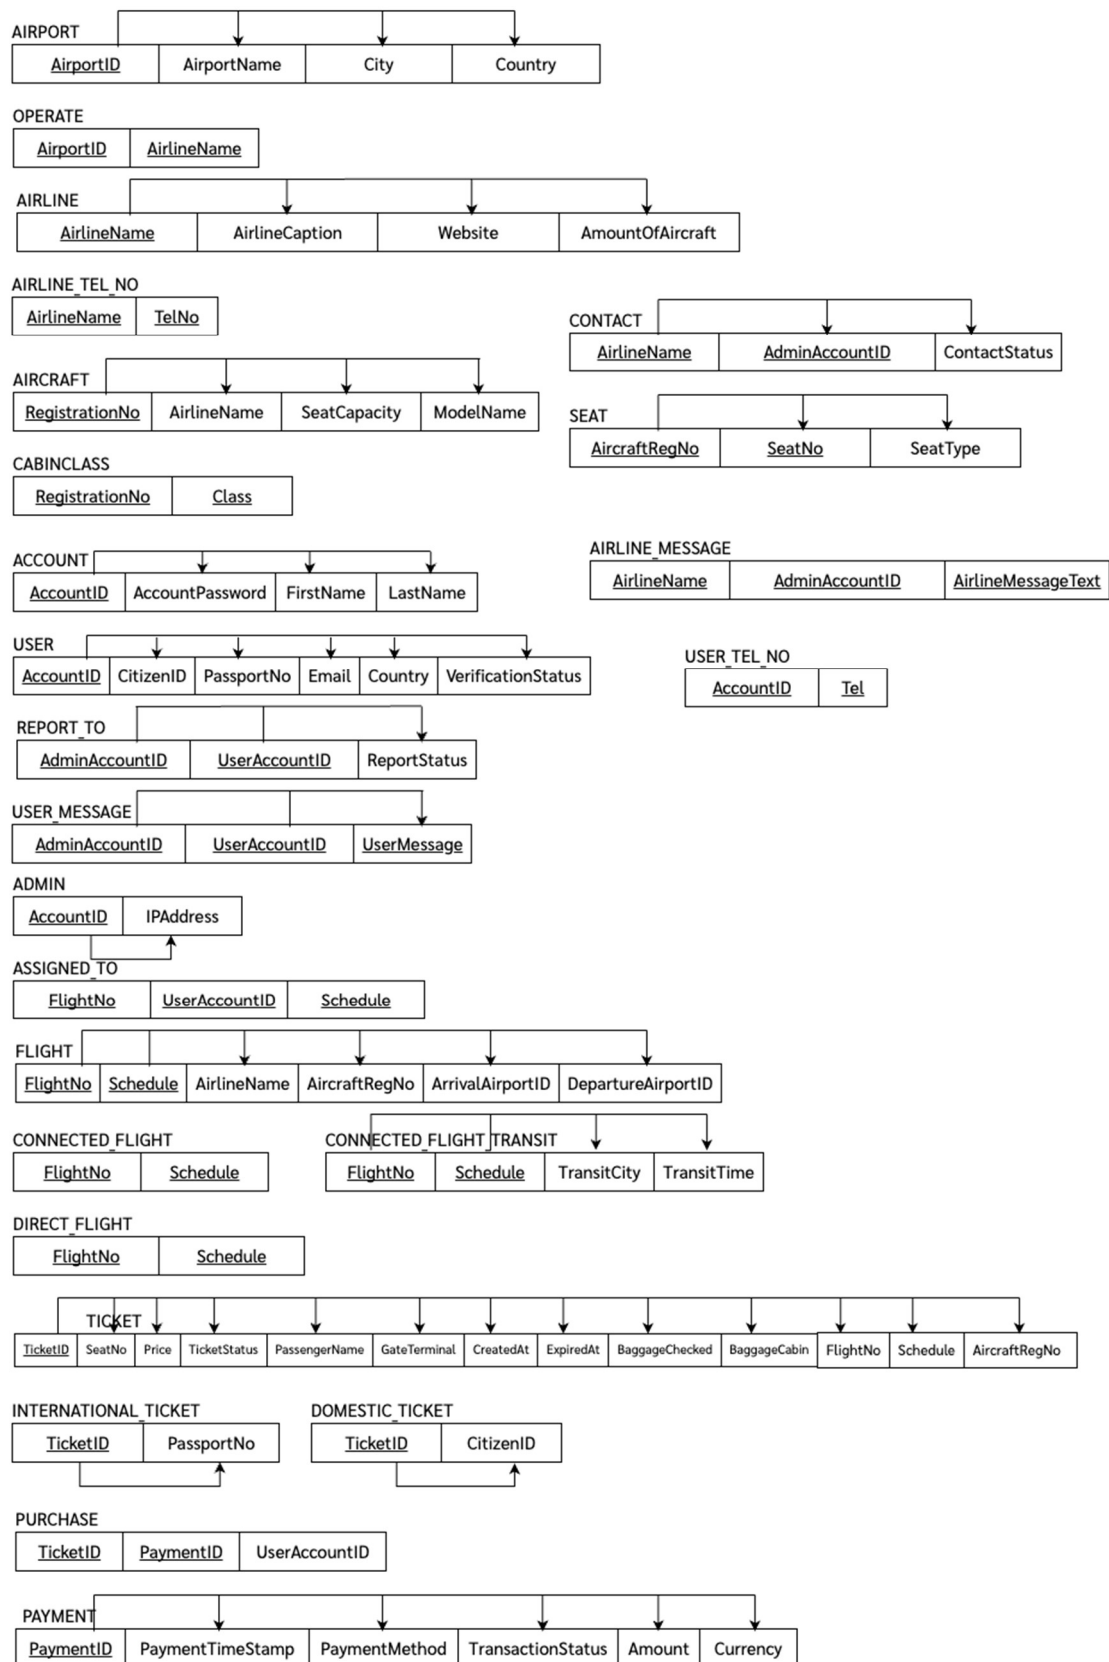 AIRPORT
AirportID AirportName City Country
OPERATE
AirportID AirlineName
AIRLINE
AirlineName AirlineCaption Website AmountOfAircraft
AIRLINE_TEL_NO
AirlineName TelNo
CONTACT
AirlineName AdminAccountID ContactStatus
AIRCRAFT
RegistrationNo AirlineName SeatCapacity ModelName
SEAT
AircraftRegNo SeatNo SeatType
CABINCLASS
RegistrationNo Class
AIRLINE_MESSAGE
AirlineName AdminAccountID AirlineMessageText
ACCOUNT
AccountID AccountPassword FirstName LastName
USER
AccountID CitizenID PassportNo Email Country VerificationStatus
USER_TEL_NO
AccountID Tel
REPORT_TO
AdminAccountID UserAccountID ReportStatus
USER_MESSAGE
AdminAccountID UserAccountID UserMessage
ADMIN
AccountID IPAddress
ASSIGNED_TO
FlightNo UserAccountID Schedule
FLIGHT
FlightNo Schedule AirlineName AircraftRegNo ArrivalAirportID DepartureAirportID
CONNECTED_FLIGHT
FlightNo Schedule
CONNECTED_FLIGHT_TRANSIT
FlightNo Schedule TransitCity TransitTime
DIRECT_FLIGHT
FlightNo Schedule
TICKET
TicketID SeatNo Price TicketStatus PassengerName GateTerminal CreatedAt ExpiredAt BaggageChecked BaggageCabin FlightNo Schedule AircraftRegNo
INTERNATIONAL_TICKET
TicketID PassportNo
DOMESTIC_TICKET
TicketID CitizenID
PURCHASE
TicketID PaymentID UserAccountID
PAYMENT
PaymentID PaymentTimeStamp PaymentMethod TransactionStatus Amount Currency